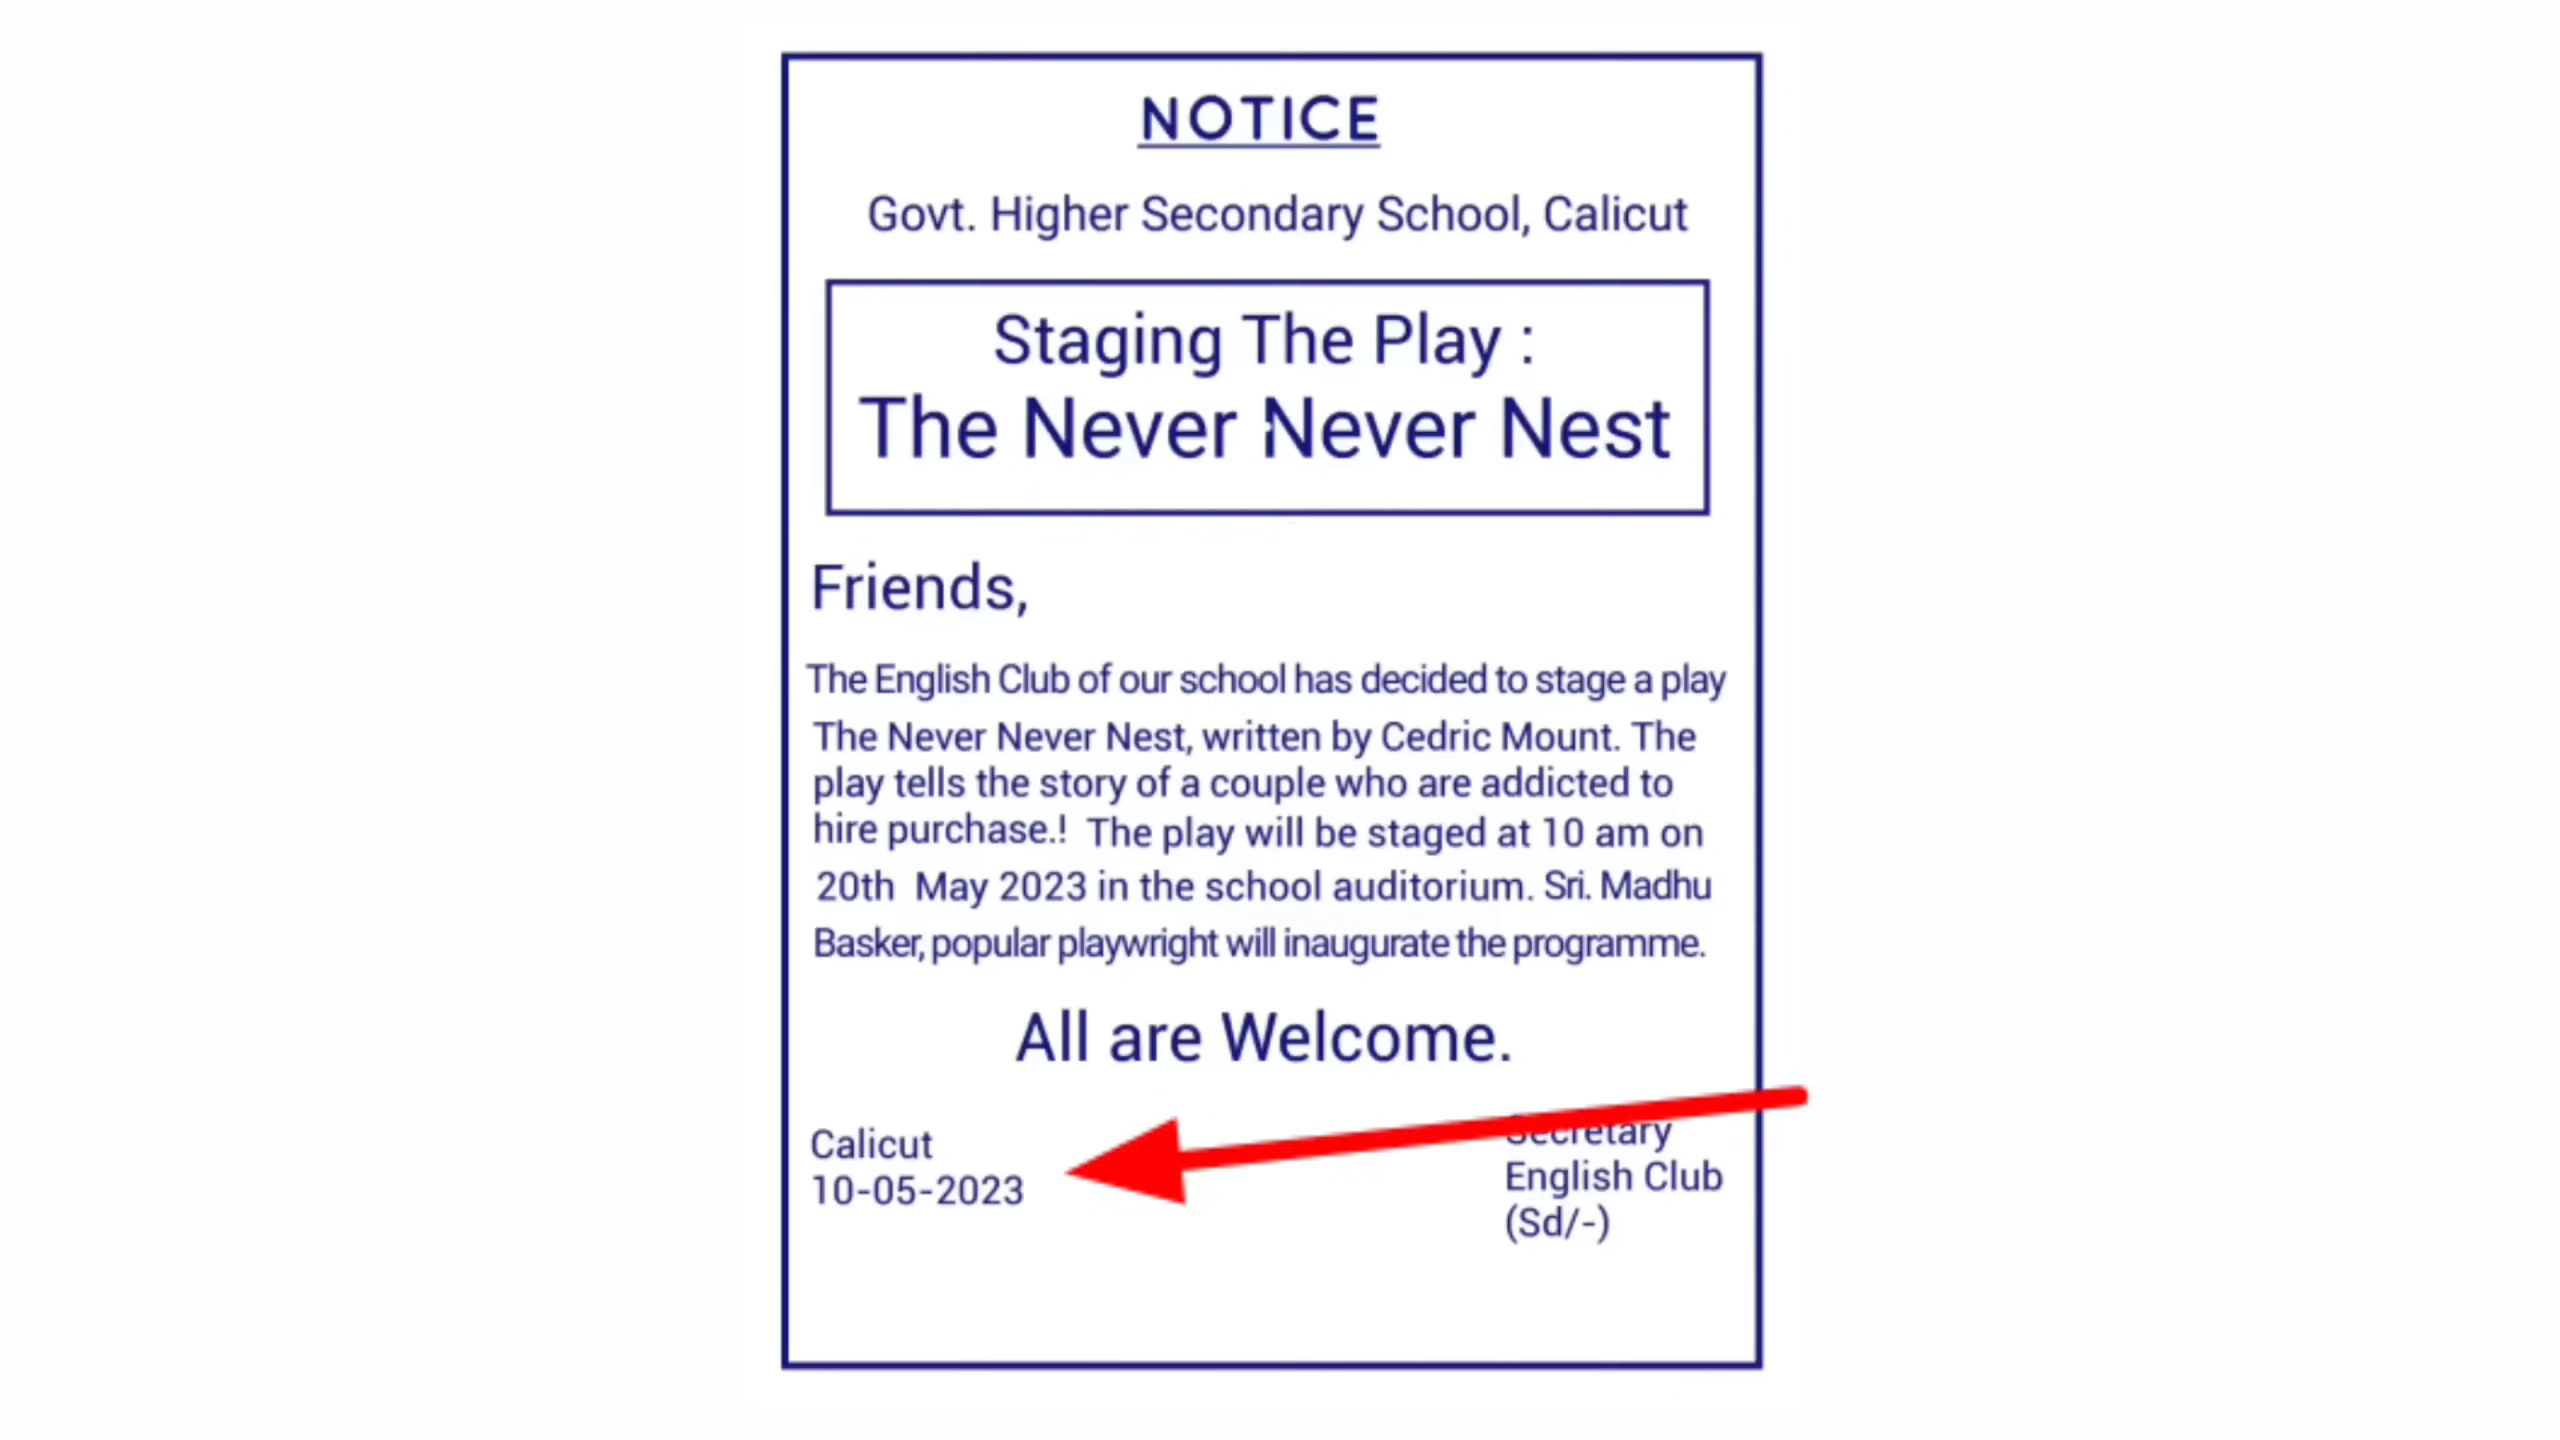 NOTICE
Govt. Higher Secondary School, Calicut
Staging The Play :
The Never Never Nest
Friends,
The English Club of our school has decided to stage a play
The Never Never Nest, written by Cedric Mount. The
play tells the story of a couple who are addicted to
hire purchase.! The play will be staged at 10 am on
20th May 2023 in the school auditorium. Sri. Madhu
Basker, popular playwright will inaugurate the programme.
All are Welcome.
Calicut
10-05-2023
Secretary
English Club
(Sd/-)